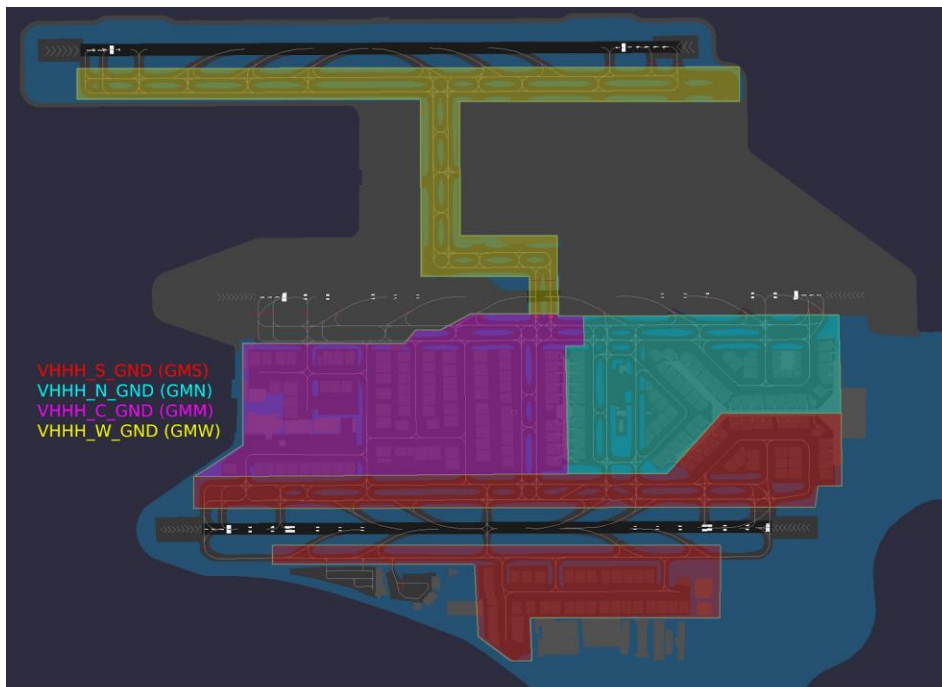 VHHH_S_GND (GMS)
VHHH_N_GND (GMN)
VHHH_C_GND (GMM)
VHHH_W_GND (GMW)